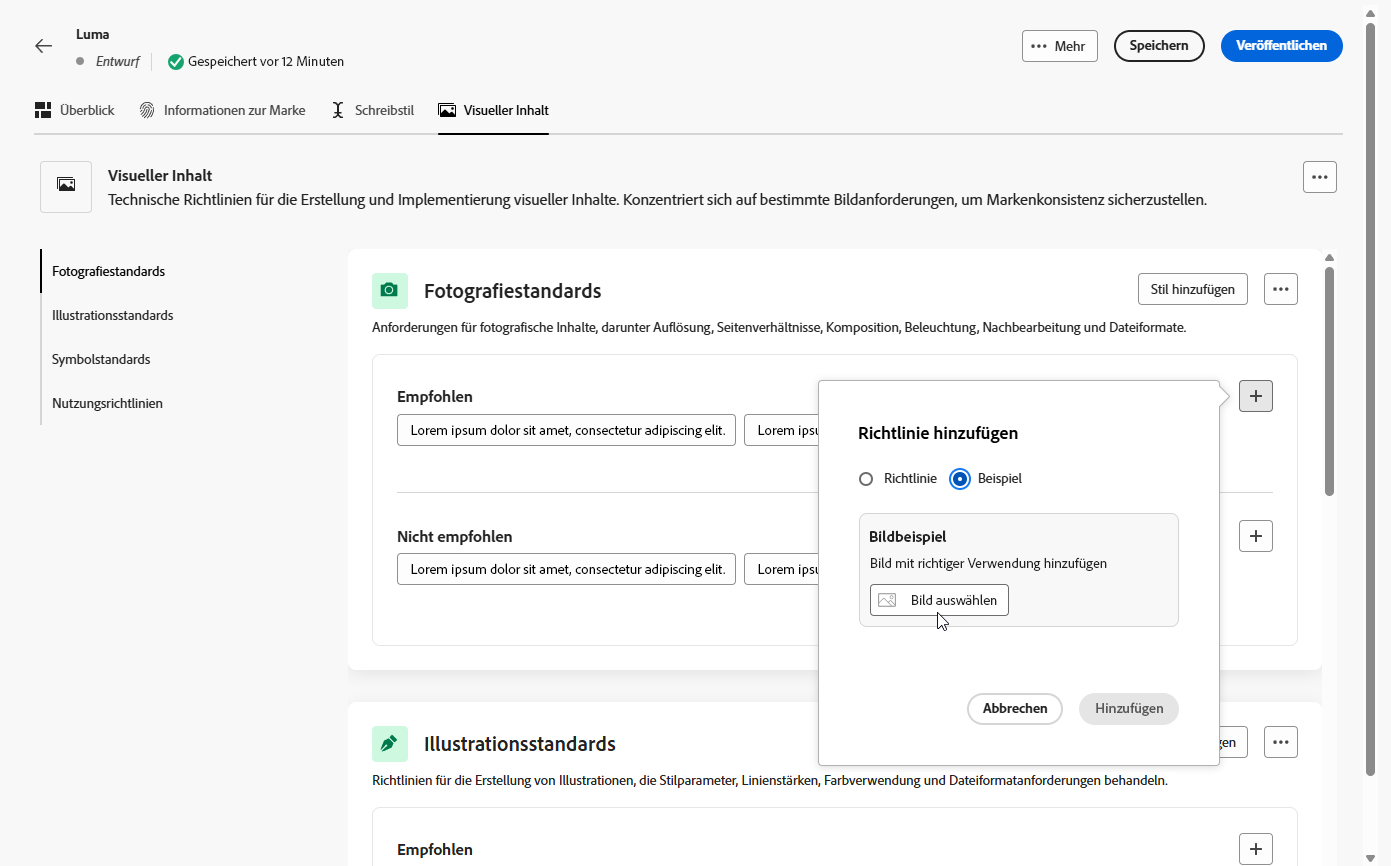 Luma
Entwurf
Gespeichert vor 12 Minuten
Mehr
Speichern
Veröffentlichen
Überblick
Informationen zur Marke
Schreibstil
Visueller Inhalt
Visueller Inhalt
Technische Richtlinien für die Erstellung und Implementierung visueller Inhalte. Konzentriert sich auf bestimmte Bildanforderungen, um Markenkonsistenz sicherzustellen.
Fotografiestandards
Illustrationsstandards
Symbolstandards
Nutzungsrichtlinien
Fotografiestandards
Stil hinzufügen
Anforderungen für fotografische Inhalte, darunter Auflösung, Seitenverhältnisse, Komposition, Beleuchtung, Nachbearbeitung und Dateiformate.
Empfohlen
Lorem ipsum dolor sit amet, consectetur adipiscing elit.
Lorem ipsu
Nicht empfohlen
Lorem ipsum dolor sit amet, consectetur adipiscing elit.
Lorem ipsu
Richtlinie hinzufügen
Richtlinie
Beispiel
Bildbeispiel
Bild mit richtiger Verwendung hinzufügen
Bild auswählen
Abbrechen
Hinzufügen
Illustrationsstandards
gen
Richtlinien für die Erstellung von Illustrationen, die Stilparameter, Linienstärken, Farbverwendung und Dateiformatanforderungen behandeln.
Empfohlen